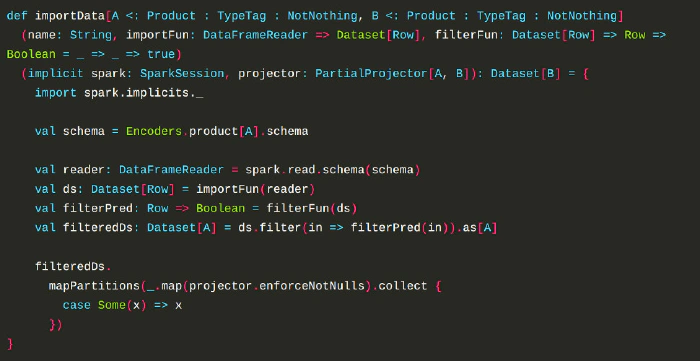 def importData[A <: Product : TypeTag : NotNothing, B <: Product : TypeTag : NotNothing]
  (name: String, importFun: DataFrameReader => Dataset[Row], filterFun: Dataset[Row] => Row =>
Boolean = _ => _ => true)
  (implicit spark: SparkSession, projector: PartialProjector[A, B]): Dataset[B] = {
    import spark.implicits._

    val schema = Encoders.product[A].schema

    val reader: DataFrameReader = spark.read.schema(schema)
    val ds: Dataset[Row] = importFun(reader)
    val filterPred: Row => Boolean = filterFun(ds)
    val filteredDs: Dataset[A] = ds.filter(in => filterPred(in)).as[A]

    filteredDs.
      mapPartitions(_.map(projector.enforceNotNulls).collect {
        case Some(x) => x
      })
}